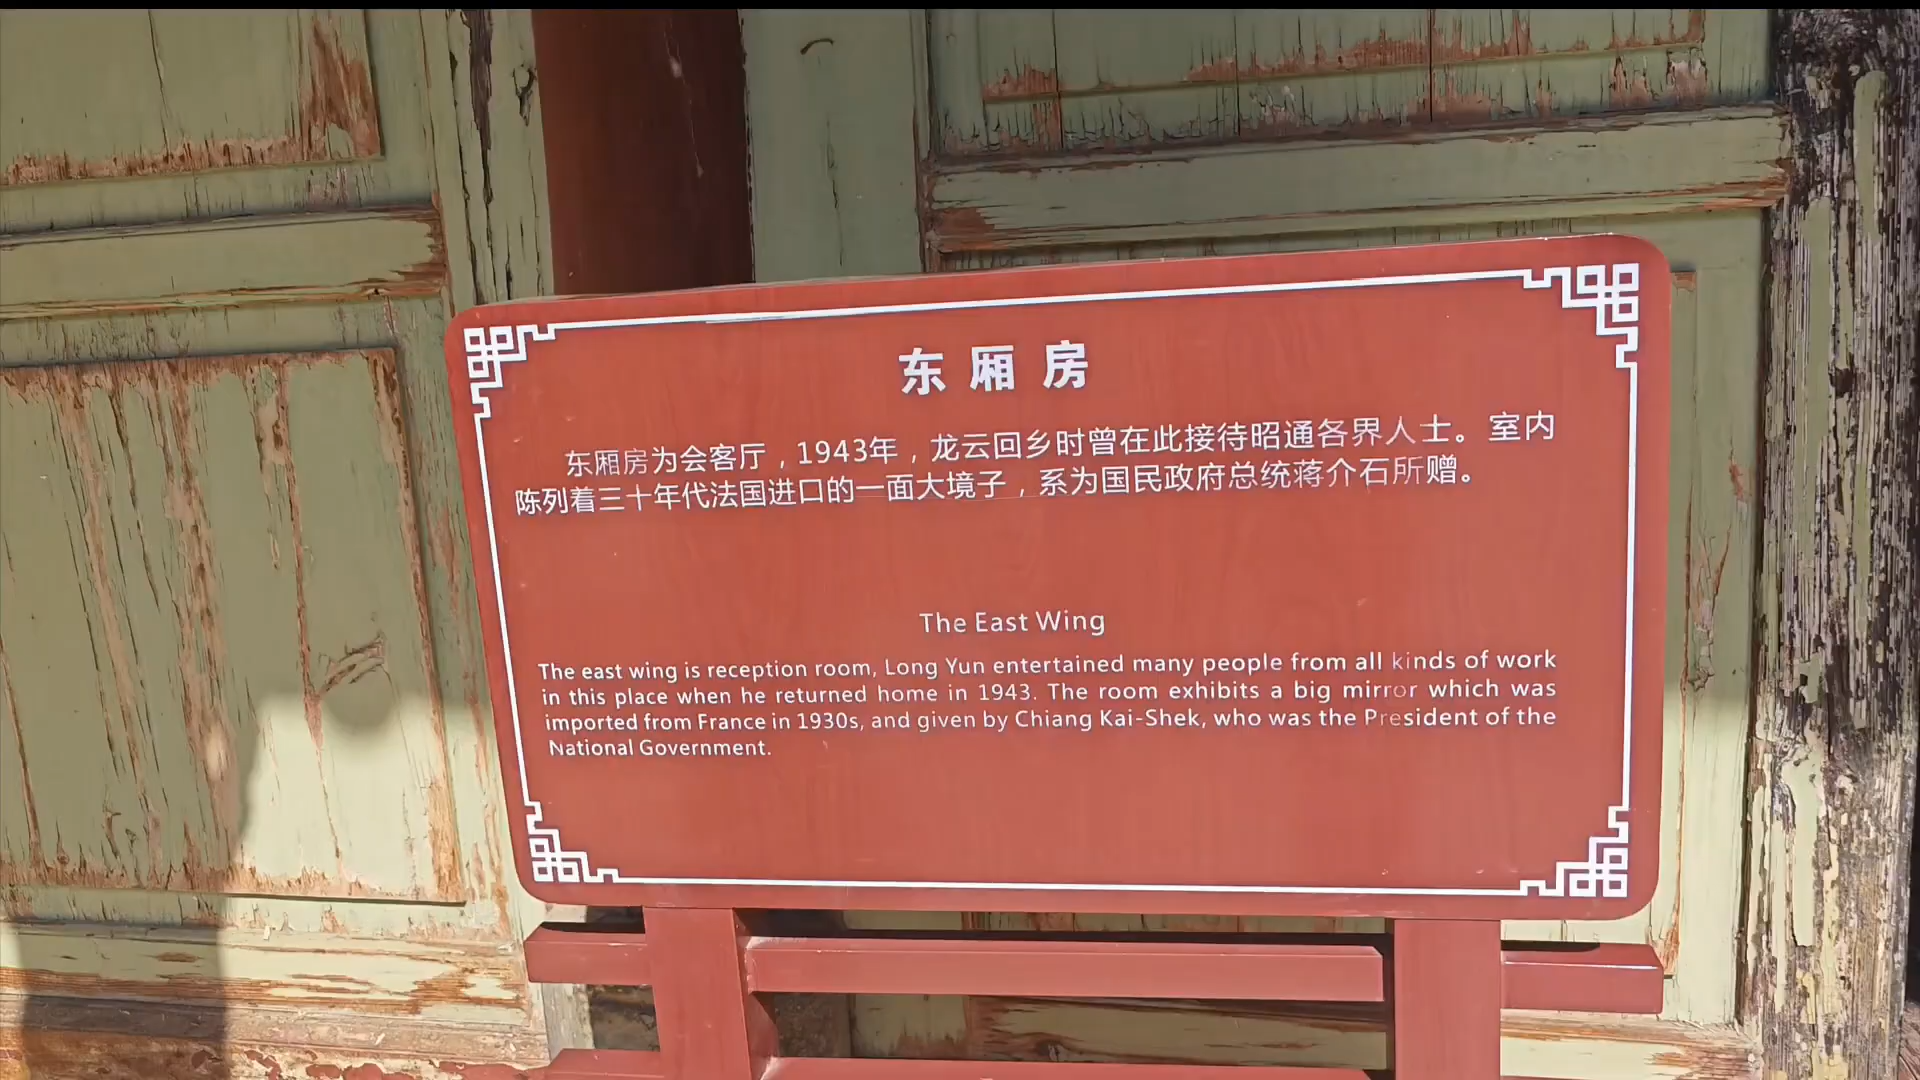 东厢房
东厢房为会客厅，1943年，龙云回乡时曾在此接待昭通各界人士。室内
陈列着三十年代法国进口的一面大境子，系为国民政府总统蒋介石所赠。
The East Wing
The east wing is reception room, Long Yun entertained many people from all kinds of work
in this place when he returned home in 1943. The room exhibits a big mirror which was
imported from France in 1930s, and given by Chiang Kai-Shek, who was the President of the
National Government.